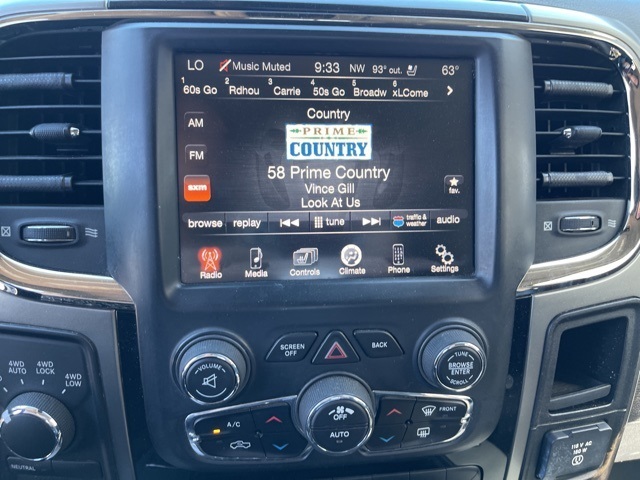 LO Music Muted 9:33 NW 93° out. 63°
1 2 3 4 5 6
60s Go Rdhou Carrie 50s Go Broadw xLCome
AM
FM
sxm
Country
PRIME
COUNTRY
58 Prime Country
Vince Gill
Look At Us
fav.
browse replay tune traffic & weather audio
Radio Media Controls Climate Phone Settings
SCREEN OFF
BACK
VOLUME
TUNE
BROWSE
ENTER
SCROLL
4WD AUTO
4WD LOCK
4WD LOW
NEUTRAL
A/C
OFF
AUTO
FRONT
115 V AC
150 W